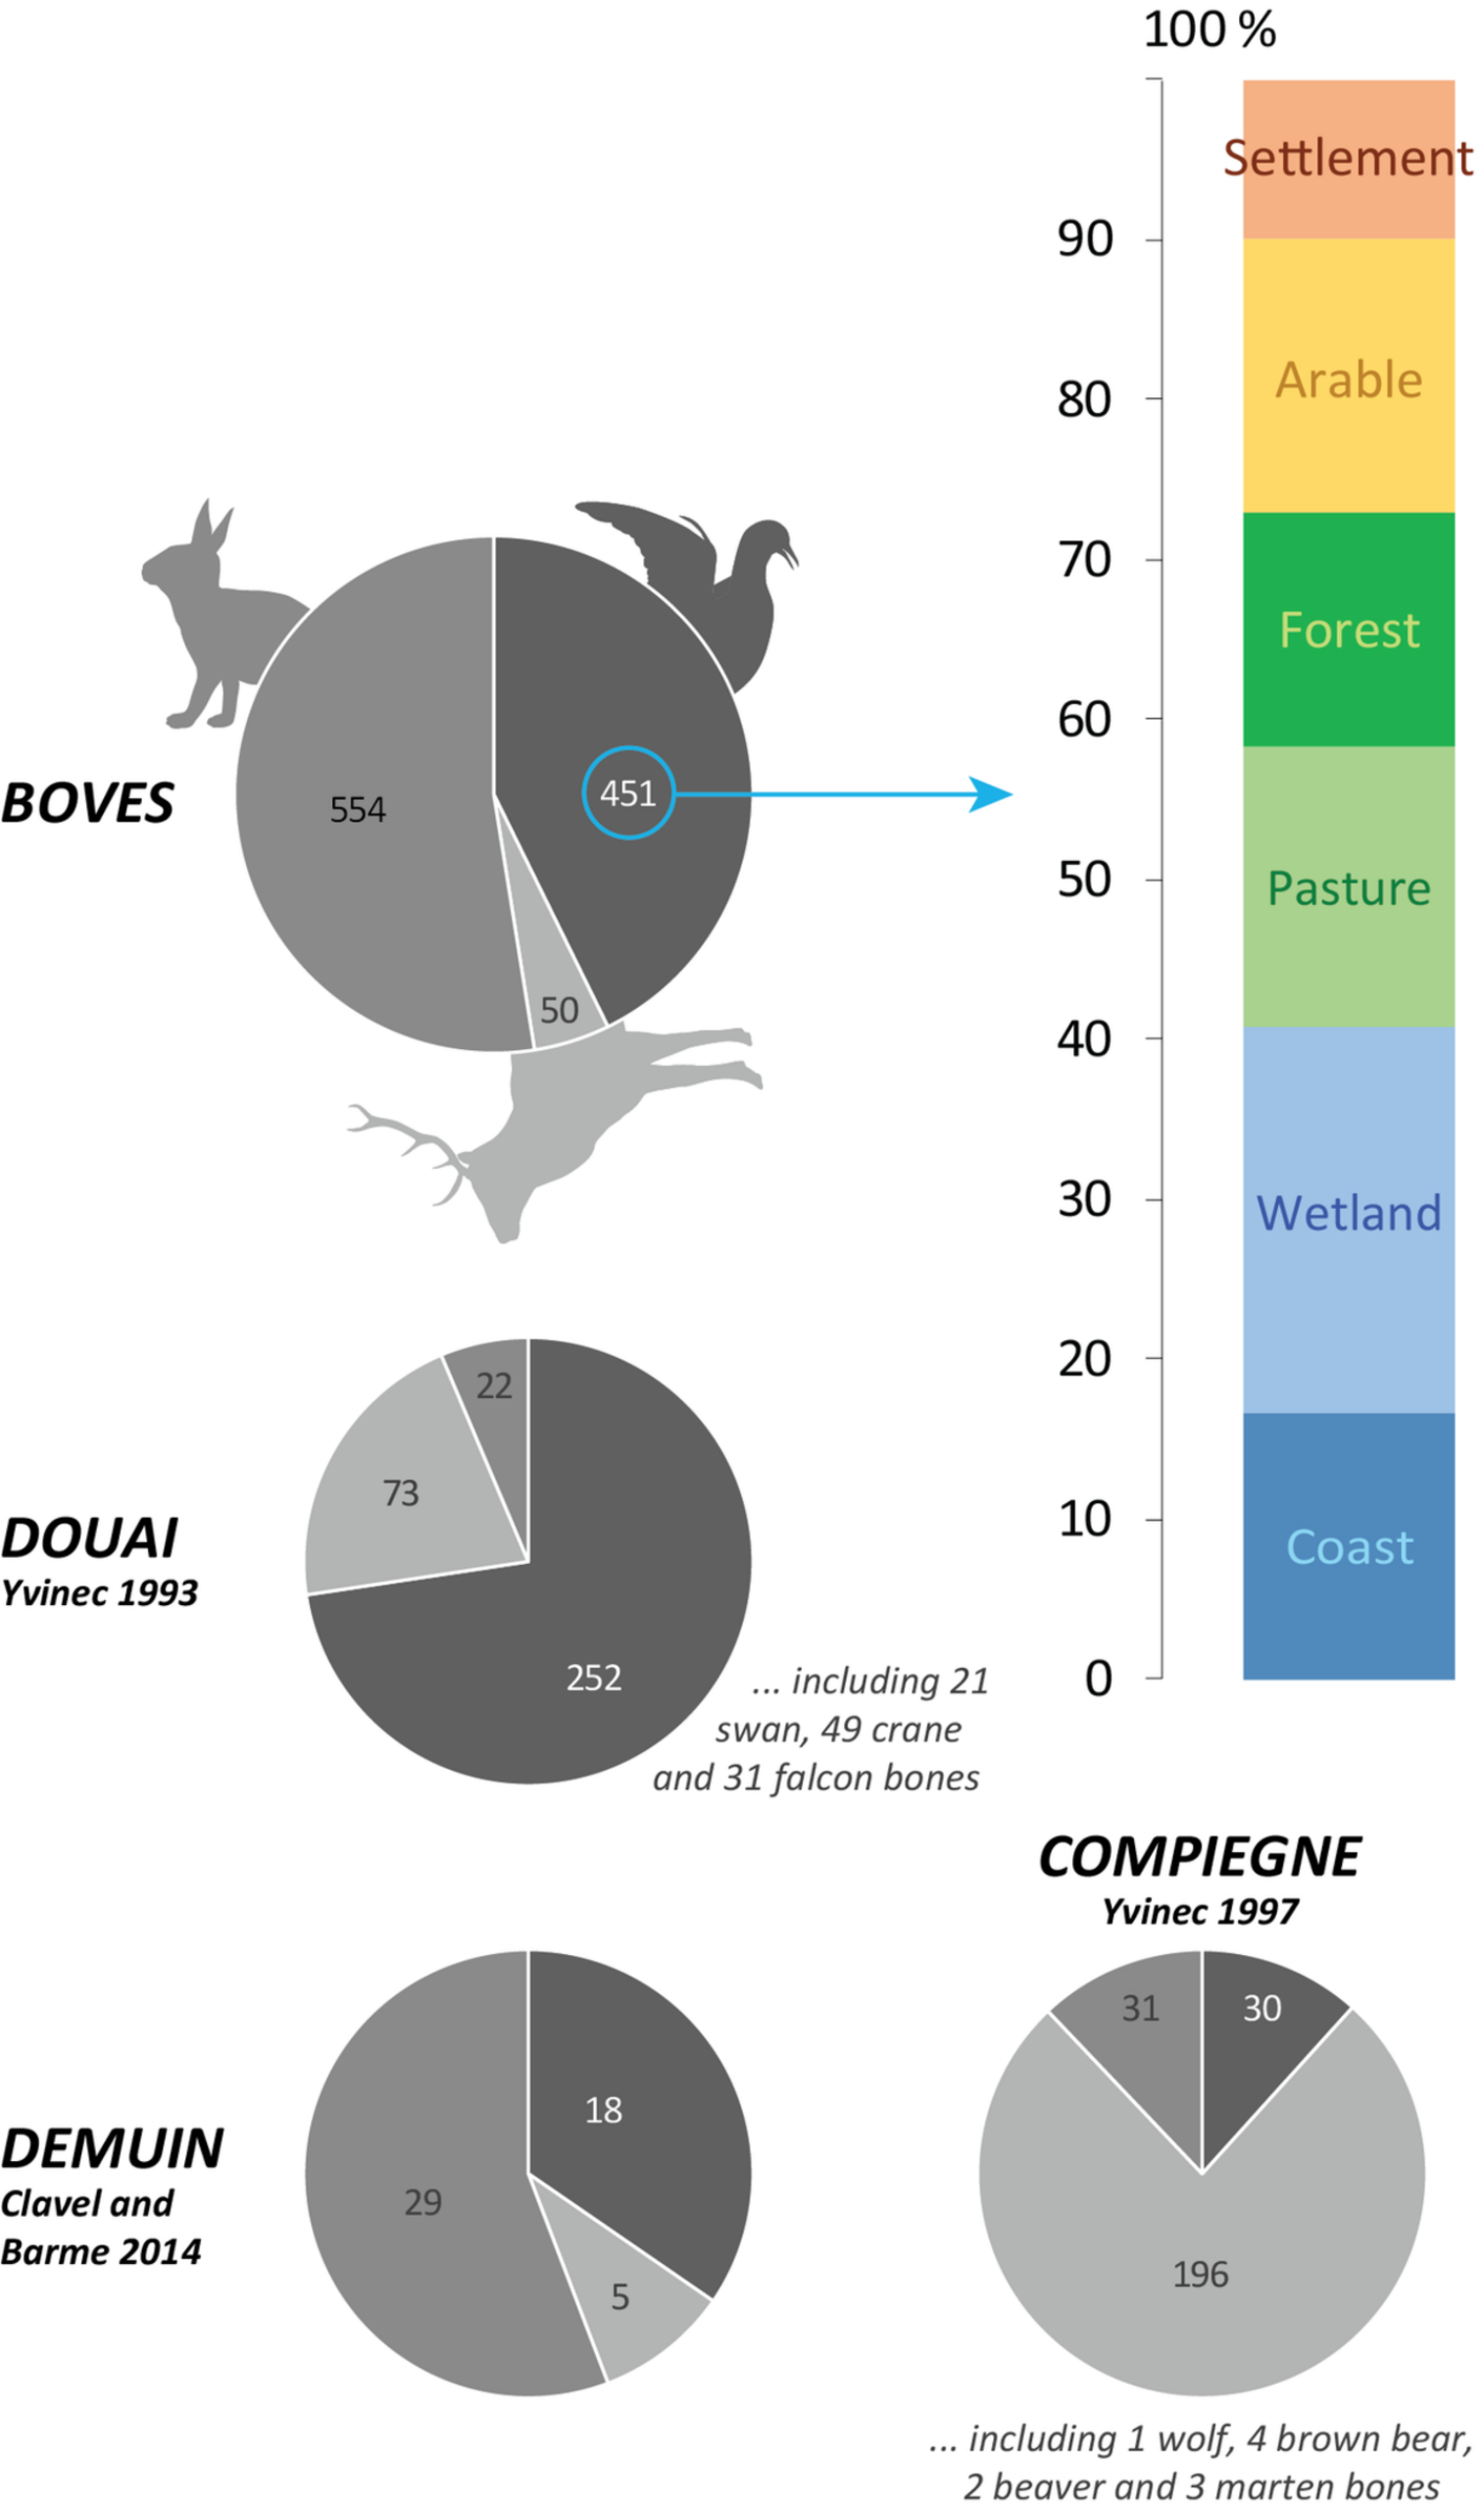 100 %
Settlement
90
Arable
80
70
Forest
60
BOVES
554
451
50
Pasture
50
40
30
Wetland
20
22
73
DOUAI
Yvinec 1993
10
Coast
252
0
... including 21
swan, 49 crane
and 31 falcon bones
COMPIEGNE
Yvinec 1997
31
30
196
DEMUIN
Clavel and
Barme 2014
18
29
5
... including 1 wolf, 4 brown bear,
2 beaver and 3 marten bones